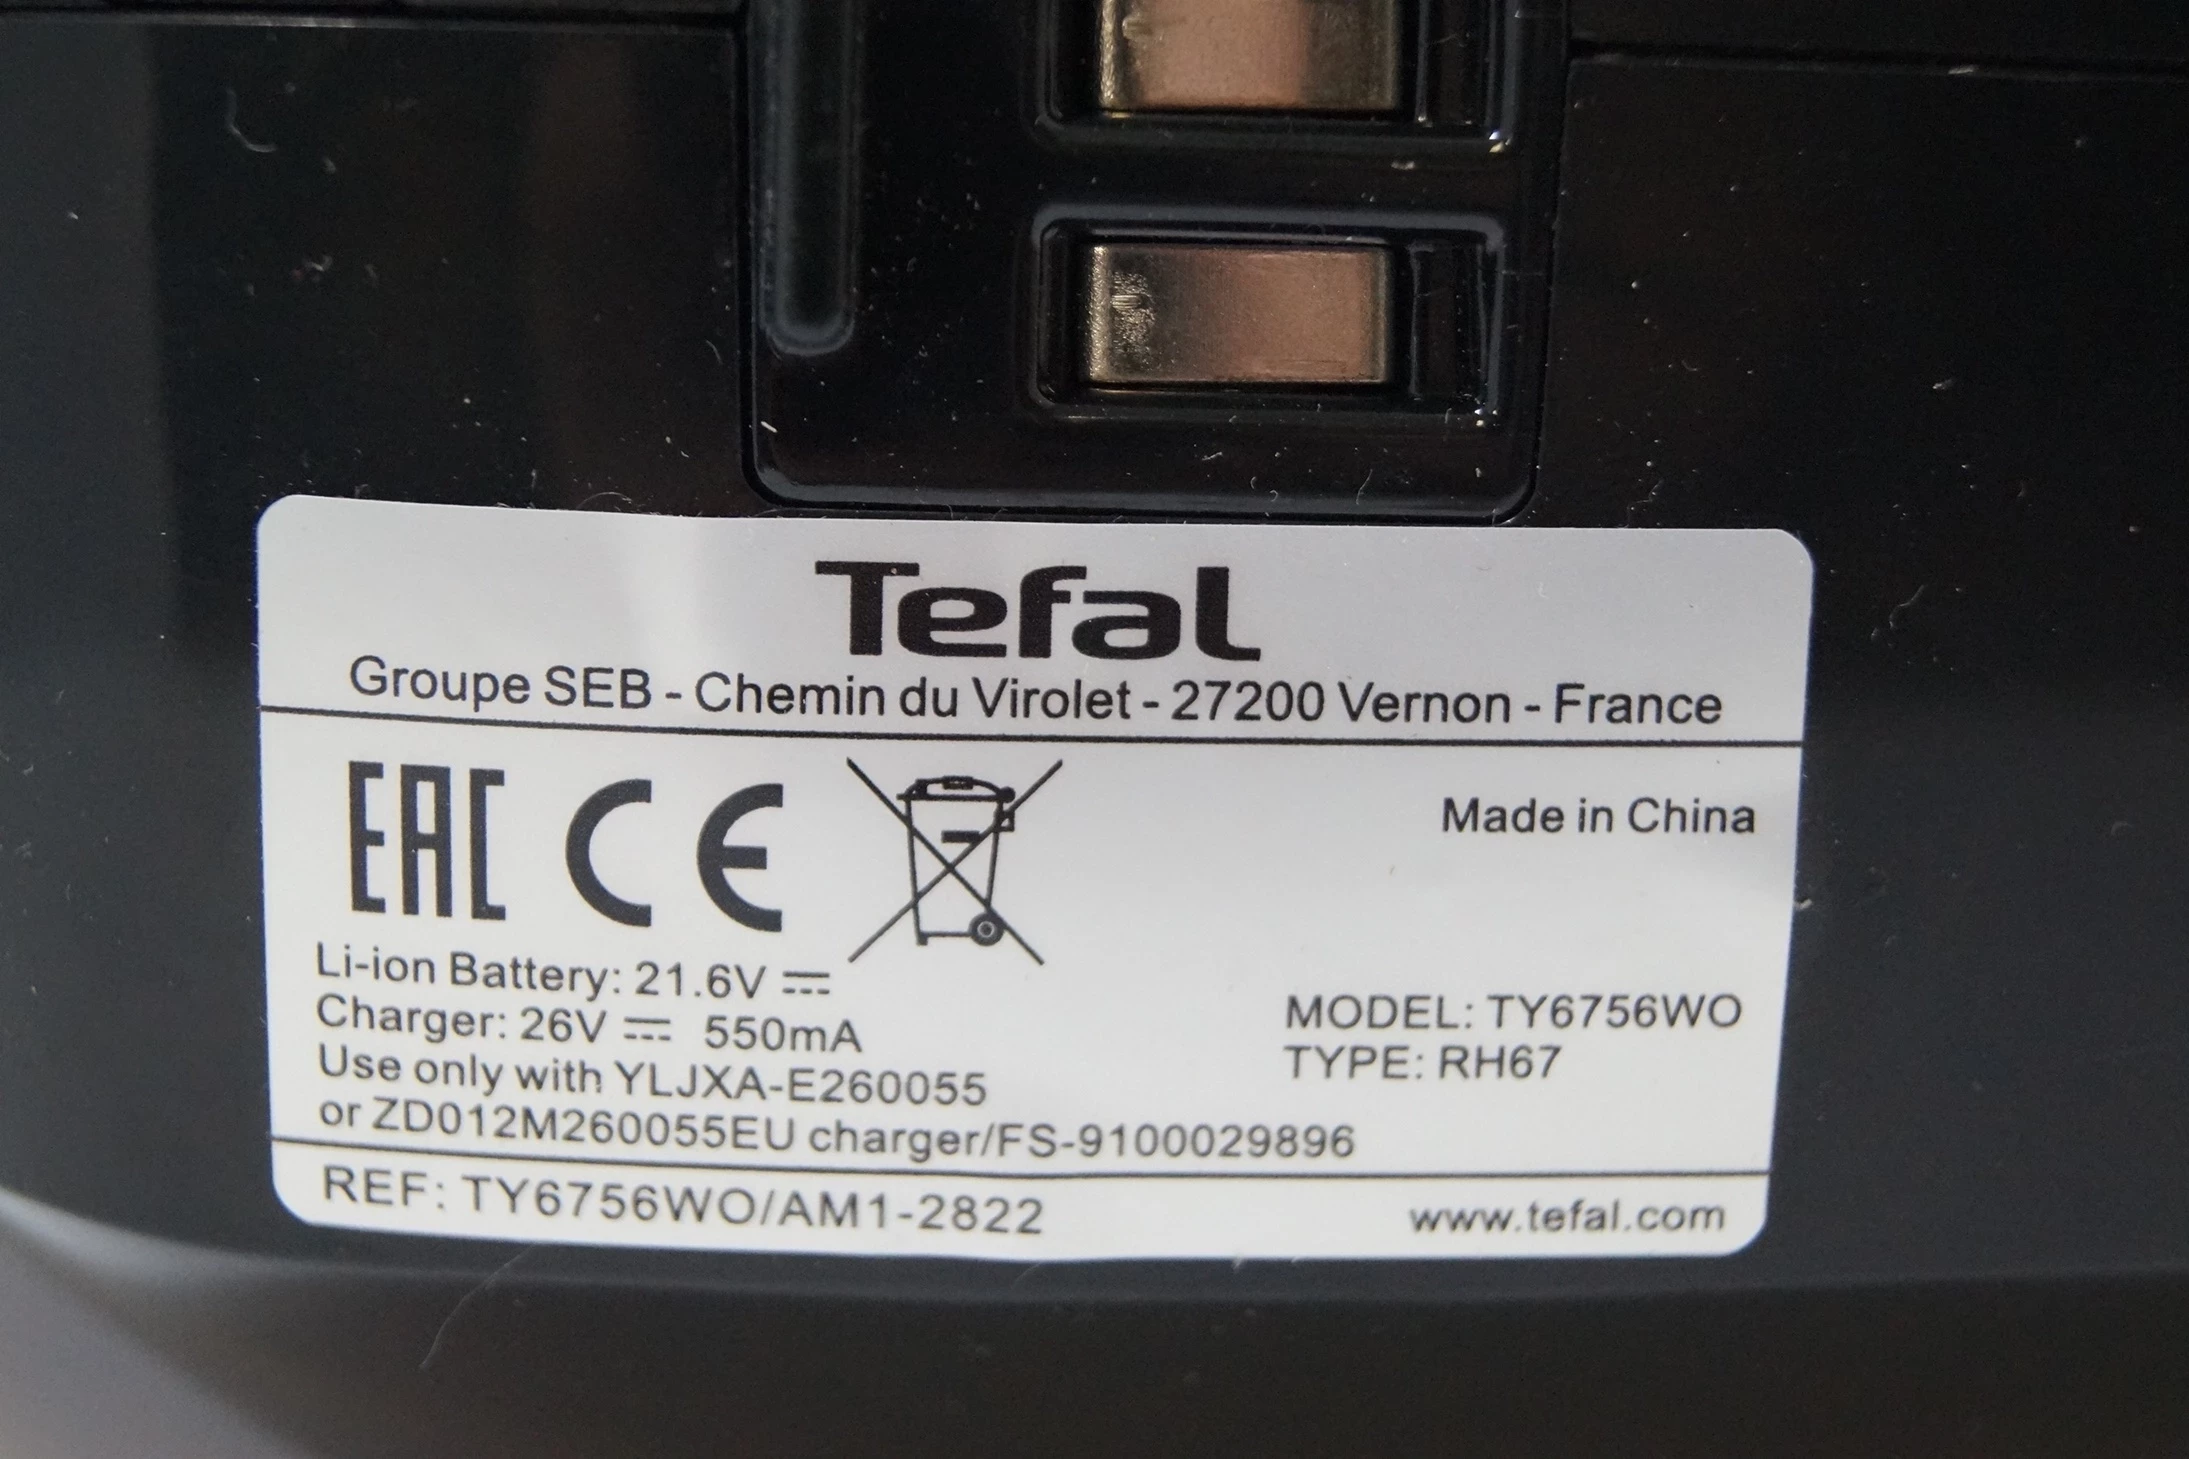 Tefal
Groupe SEB - Chemin du Virolet - 27200 Vernon - France
EAC CE
Made in China
Li-ion Battery: 21.6V ⎓
Charger: 26V ⎓ 550mA
Use only with YLJXA-E260055
or ZD012M260055EU charger/FS-9100029896
MODEL: TY6756WO
TYPE: RH67
REF: TY6756WO/AM1-2822
www.tefal.com